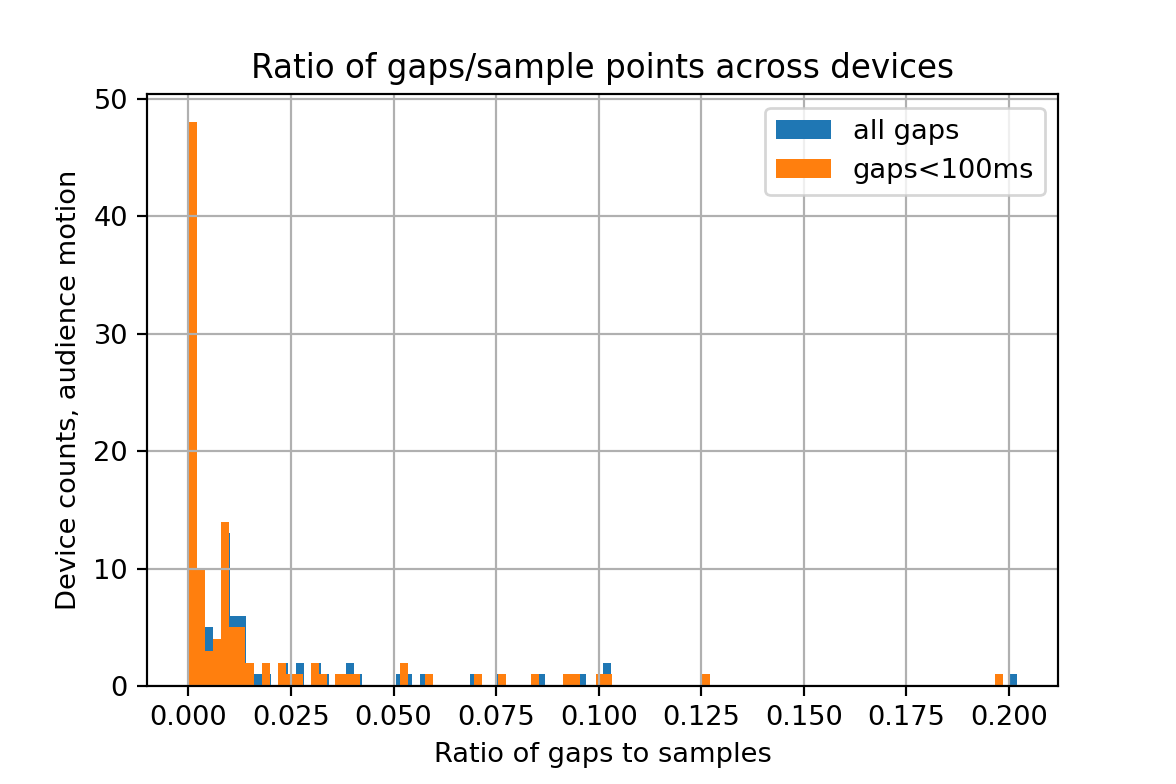 Ratio of gaps/sample points across devices
all gaps
gaps<100ms
Device counts, audience motion
50
40
30
20
10
0
0.000 0.025 0.050 0.075 0.100 0.125 0.150 0.175 0.200
Ratio of gaps to samples